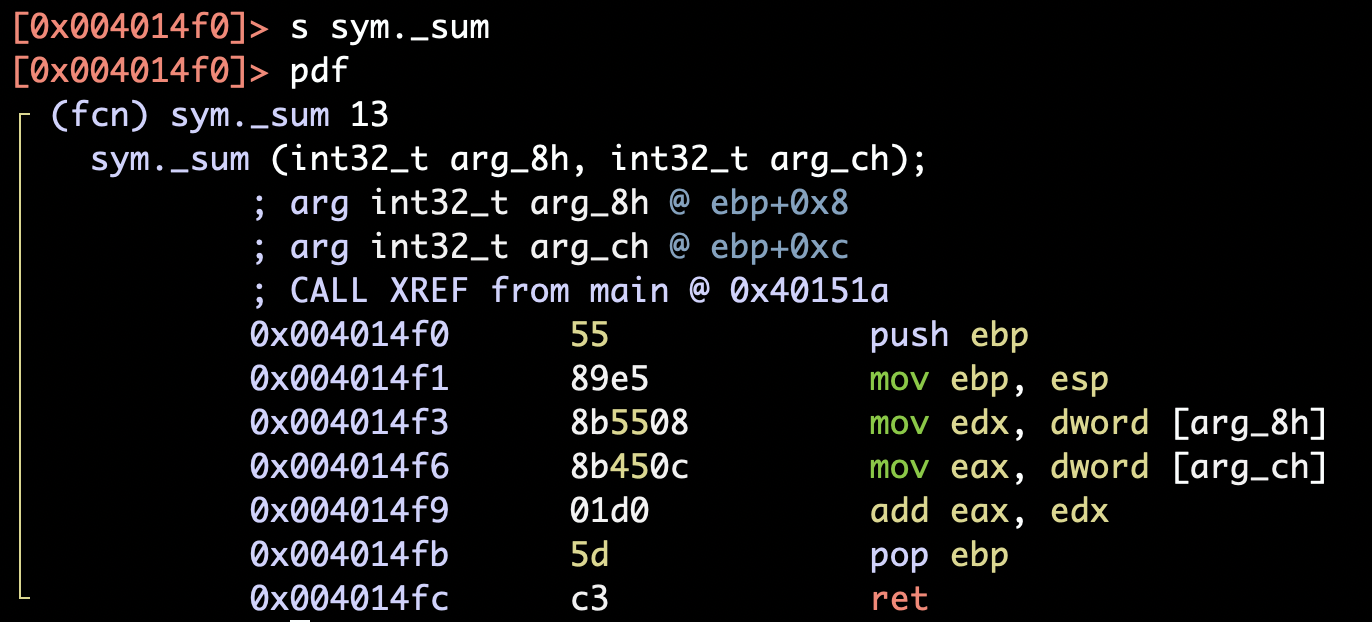 [0x004014f0]> s sym._sum
[0x004014f0]> pdf
(fcn) sym._sum 13
sym._sum (int32_t arg_8h, int32_t arg_ch);
; arg int32_t arg_8h @ ebp+0x8
; arg int32_t arg_ch @ ebp+0xc
; CALL XREF from main @ 0x40151a
0x004014f0 55 push ebp
0x004014f1 89e5 mov ebp, esp
0x004014f3 8b5508 mov edx, dword [arg_8h]
0x004014f6 8b450c mov eax, dword [arg_ch]
0x004014f9 01d0 add eax, edx
0x004014fb 5d pop ebp
0x004014fc c3 ret